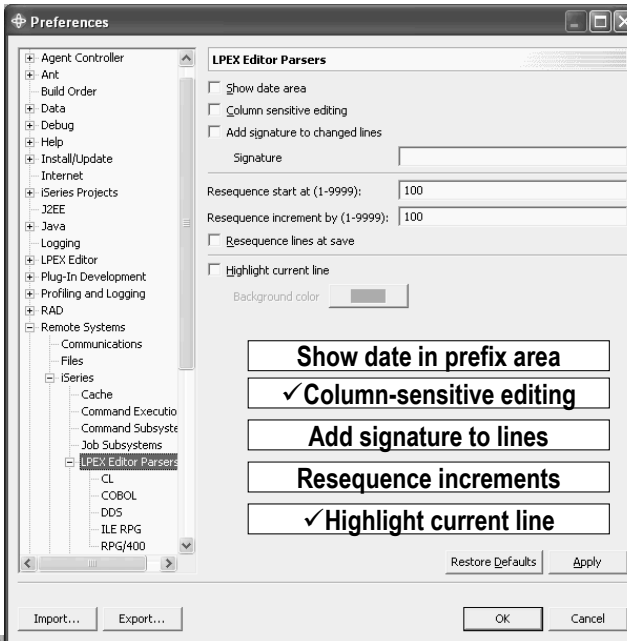 Preferences
Agent Controller
Ant
Build Order
Data
Debug
Help
Install/Update
Internet
iSeries Projects
J2EE
Java
Logging
LPEX Editor
Plug-In Development
Profiling and Logging
RAD
Remote Systems
Communications
Files
iSeries
Cache
Command Executio
Command Subsyste
Job Subsystems
LPEX Editor Parsers
CL
COBOL
DDS
ILE RPG
RPG/400
LPEX Editor Parsers
Show date area
Column sensitive editing
Add signature to changed lines
Signature
Resequence start at (1-9999): 100
Resequence increment by (1-9999): 100
Resequence lines at save
Highlight current line
Background color
Show date in prefix area
✓Column-sensitive editing
Add signature to lines
Resequence increments
✓Highlight current line
Restore Defaults Apply
Import... Export... OK Cancel